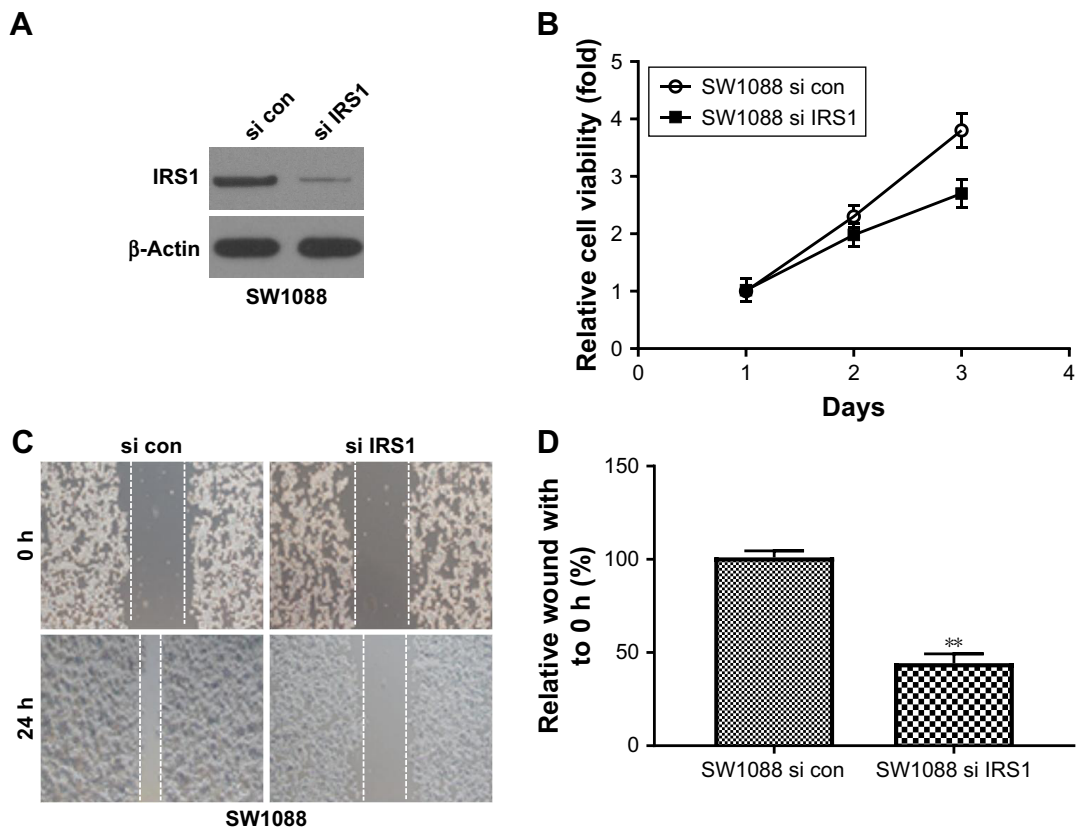 A
si con
si IRS1
IRS1
β-Actin
SW1088
B
Relative cell viability (fold)
5
4
3
2
1
0
SW1088 si con
SW1088 si IRS1
0
1
2
3
4
Days
C
si con
si IRS1
0 h
24 h
SW1088
D
Relative wound with
to 0 h (%)
150
100
50
0
**
SW1088 si con
SW1088 si IRS1